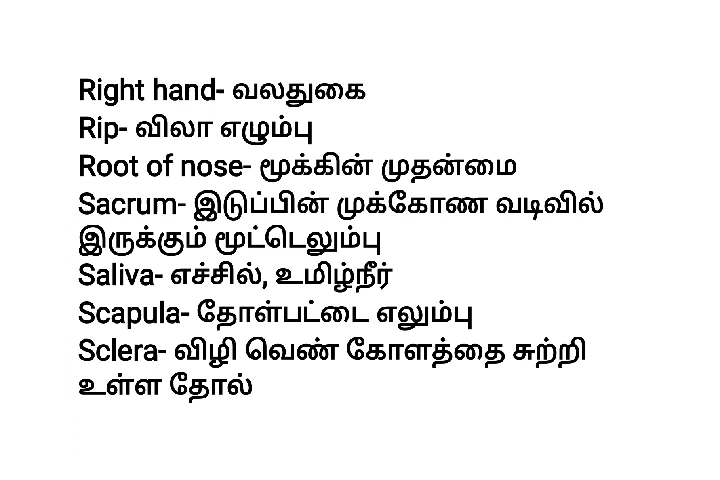 Right hand- வலதுகை
Rip- விலா எழும்பு
Root of nose- மூக்கின் முதன்மை
Sacrum- இடுப்பின் முக்கோண வடிவில்
இருக்கும் மூட்டெலும்பு
Saliva- எச்சில், உமிழ்நீர்
Scapula- தோள்பட்டை எலும்பு
Sclera- விழி வெண் கோளத்தை சுற்றி
உள்ள தோல்